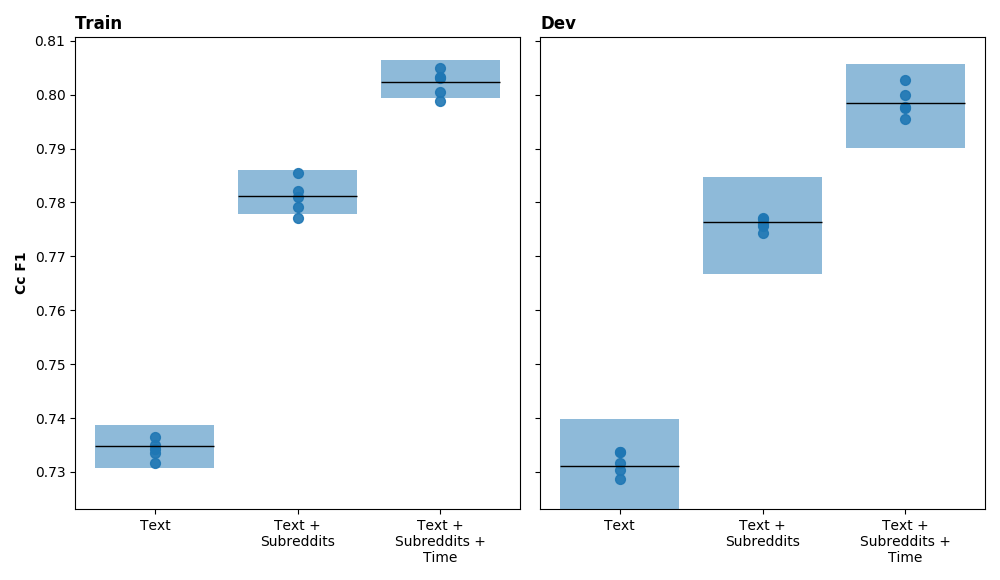 Train
Dev
0.81
0.80
0.79
0.78
0.77
0.76
0.75
0.74
0.73
Cc F1
Text
Text +
Subreddits
Text +
Subreddits +
Time
Text
Text +
Subreddits
Text +
Subreddits +
Time